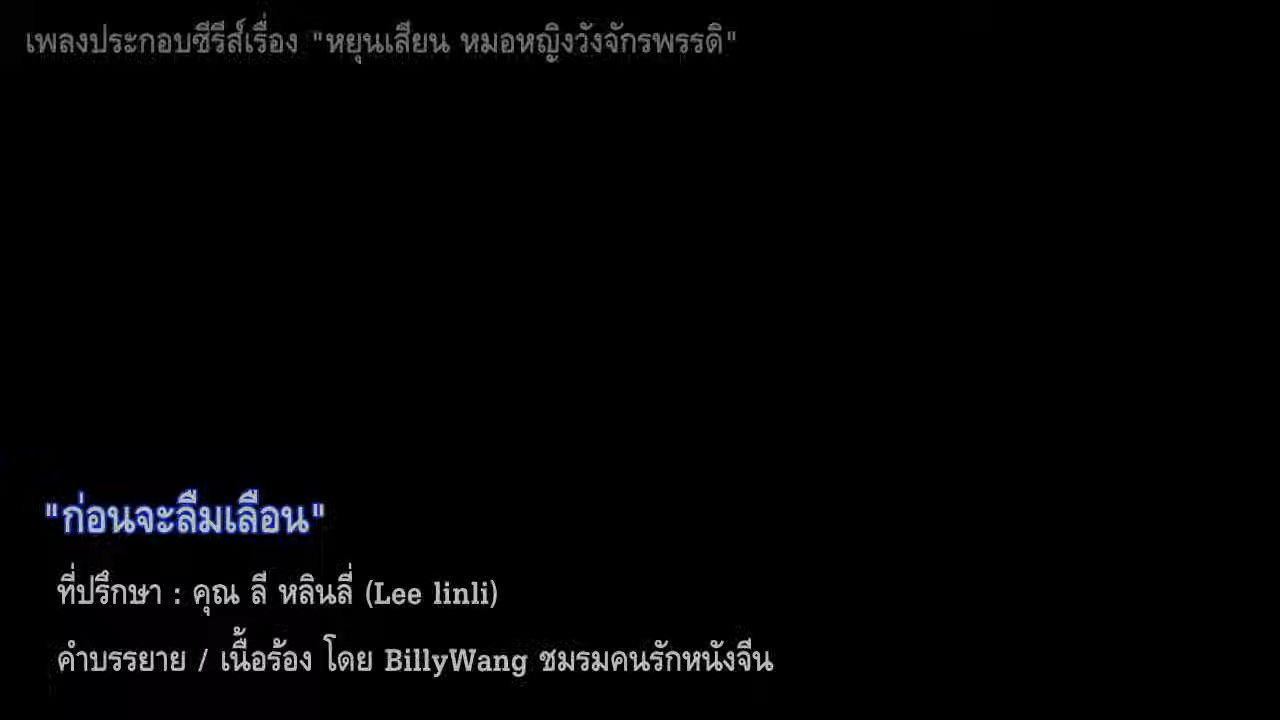 เพลงประกอบซีรีส์เรื่อง "หยุนเสียน หมอหญิงวังจักรพรรดิ"
"ก่อนจะลืมเลือน"
ที่ปรึกษา : คุณ ลี หลินลี่ (Lee linli)
คำบรรยาย / เนื้อร้อง โดย BillyWang ชมรมคนรักหนังจีน